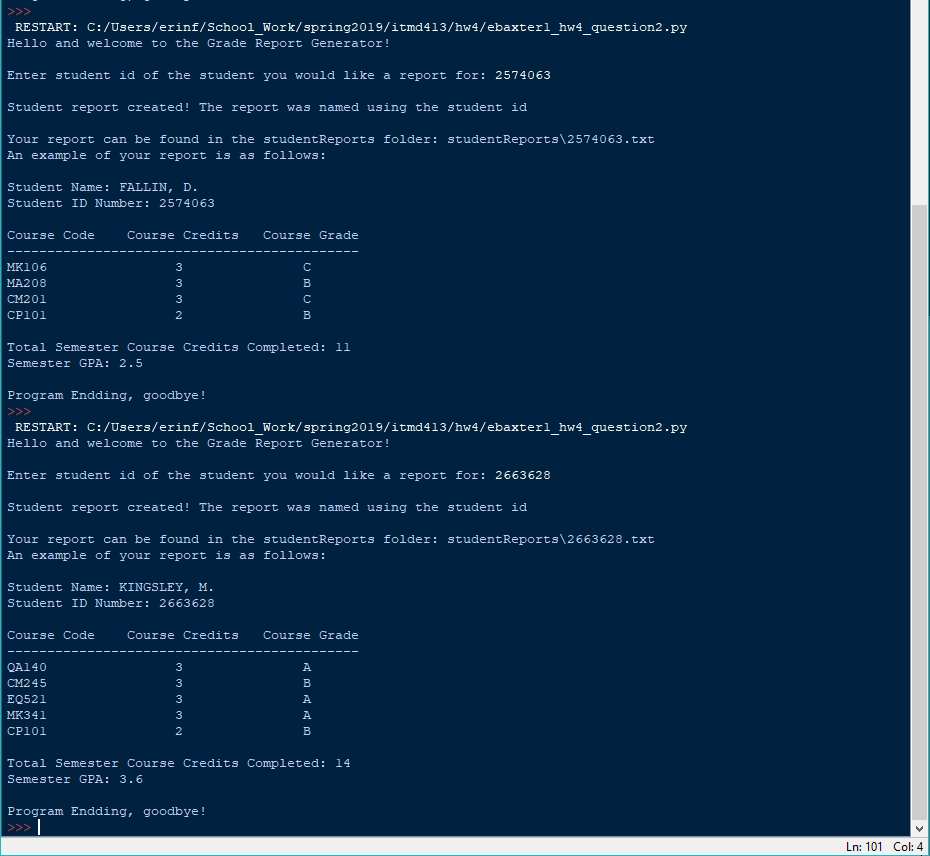 >>>
 RESTART: C:/Users/erinf/School_Work/spring2019/itmd413/hw4/ebaxter1_hw4_question2.py
Hello and welcome to the Grade Report Generator!
Enter student id of the student you would like a report for: 2574063
Student report created! The report was named using the student id
Your report can be found in the studentReports folder: studentReports\2574063.txt
An example of your report is as follows:
Student Name: FALLIN, D.
Student ID Number: 2574063
Course Code    Course Credits   Course Grade
--------------------------------------------
MK106                3               C
MA208                3               B
CM201                3               C
CP101                2               B
Total Semester Course Credits Completed: 11
Semester GPA: 2.5
Program Endding, goodbye!
>>>
 RESTART: C:/Users/erinf/School_Work/spring2019/itmd413/hw4/ebaxter1_hw4_question2.py
Hello and welcome to the Grade Report Generator!
Enter student id of the student you would like a report for: 2663628
Student report created! The report was named using the student id
Your report can be found in the studentReports folder: studentReports\2663628.txt
An example of your report is as follows:
Student Name: KINGSLEY, M.
Student ID Number: 2663628
Course Code    Course Credits   Course Grade
--------------------------------------------
QA140                3               A
CM245                3               B
EQ521                3               A
MK341                3               A
CP101                2               B
Total Semester Course Credits Completed: 14
Semester GPA: 3.6
Program Endding, goodbye!
>>>
Ln: 101 Col: 4